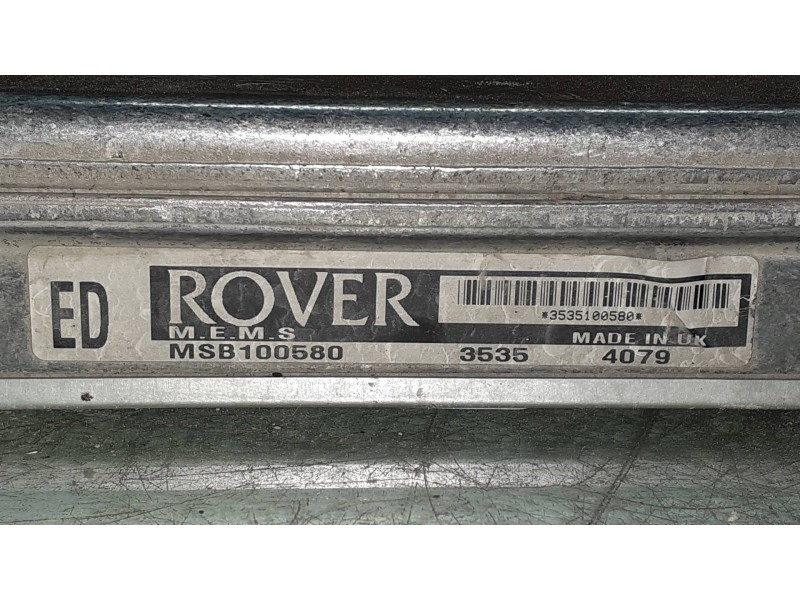 ED
ROVER
M.E.M.S
*3535100580*
MADE IN UK
MSB100580 3535 4079